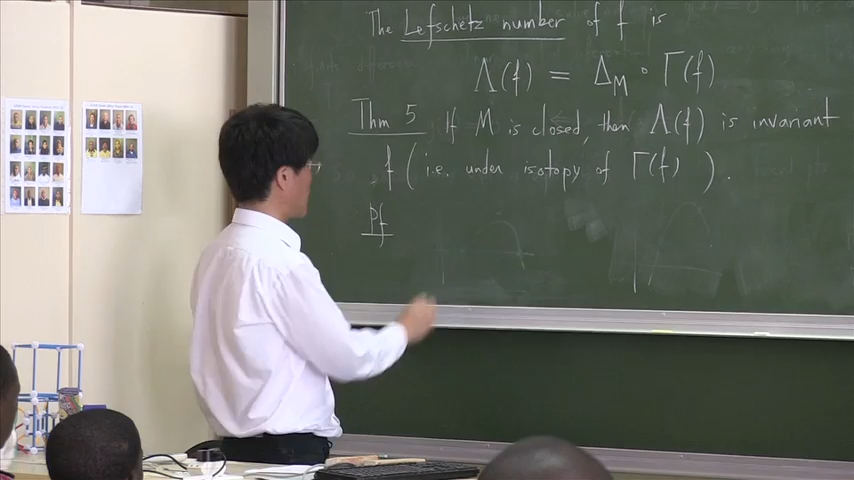 The Lefschetz number of f is
Λ(f) = Δ_M ∘ Γ(f)
Thm 5 If M is closed, then Λ(f) is invariant
f (i.e. under isotopy of Γ(f)).
Pf